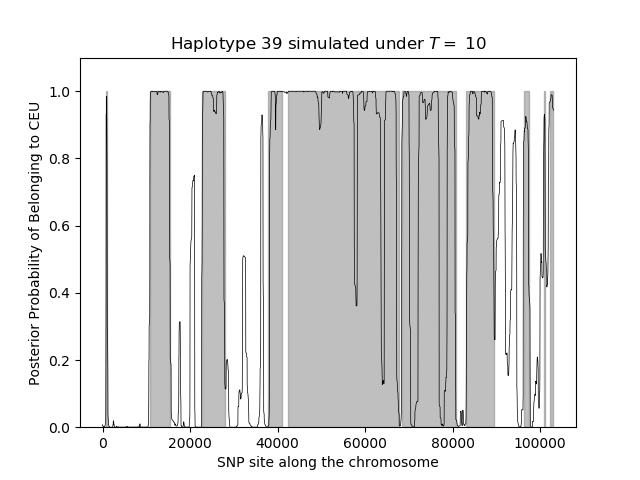 Haplotype 39 simulated under T = 10
Posterior Probability of Belonging to CEU
1.0
0.8
0.6
0.4
0.2
0.0
0 20000 40000 60000 80000 100000
SNP site along the chromosome